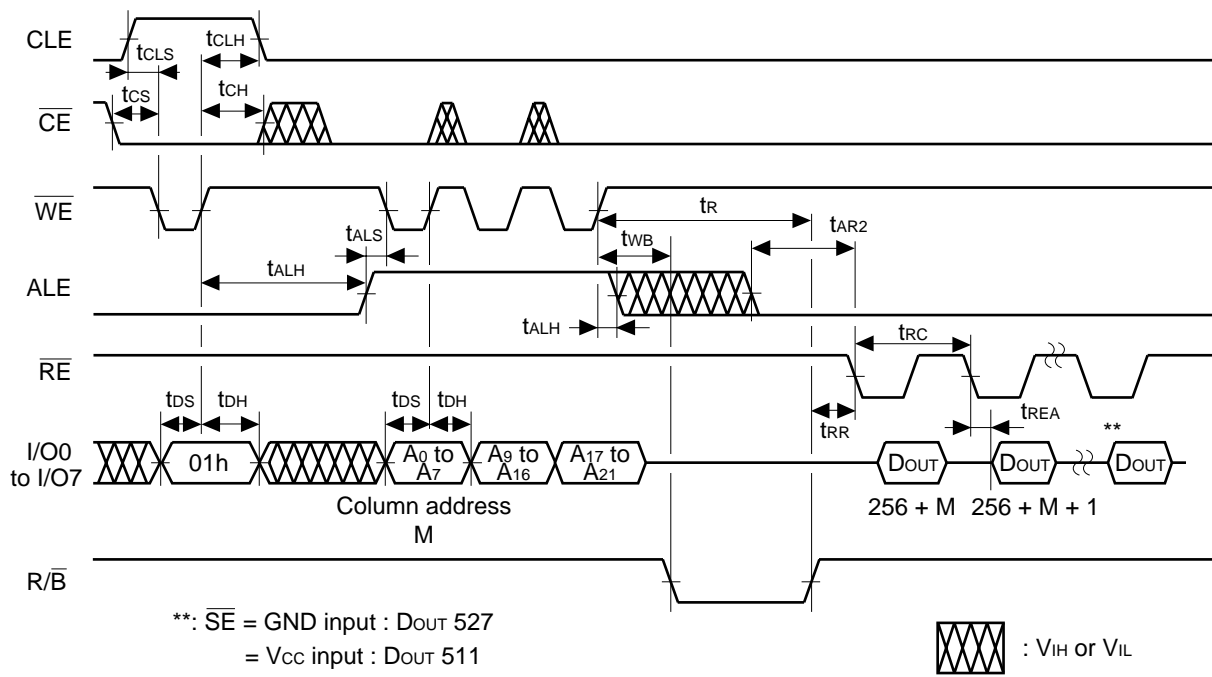 CLE
tCLS
tCLH
tCS
tCH
CE
WE
tALS
tALH
tR
tWB
tAR2
ALE
tALH
tRC
RE
tDS
tDH
tDS
tDH
tRR
tREA
**
I/O0
to I/O7
01h
A0 to
A7
A9 to
A16
A17 to
A21
DOUT
DOUT
DOUT
Column address
M
256 + M
256 + M + 1
R/B
**: SE = GND input : DOUT 527
= VCC input : DOUT 511
: VIH or VIL